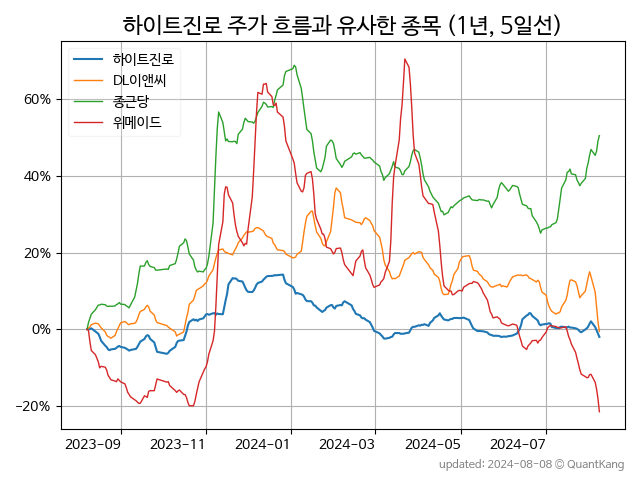 하이트진로 주가 흐름과 유사한 종목 (1년, 5일선)
하이트진로
DL이앤씨
종근당
위메이드
60%
40%
20%
0%
−20%
2023-09
2023-11
2024-01
2024-03
2024-05
2024-07
updated: 2024-08-08 © QuantKang